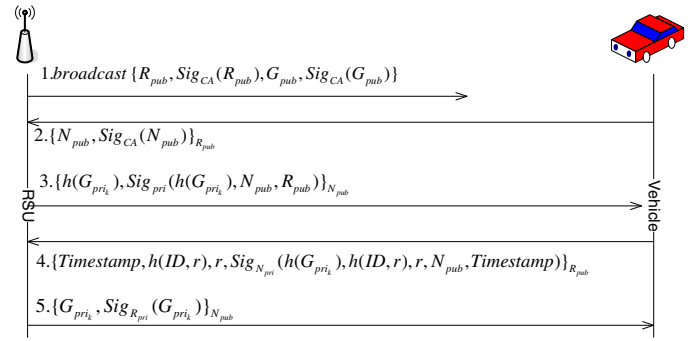 1.broadcast {R_pub, Sig_CA(R_pub), G_pub, Sig_CA(G_pub)}
2.{N_pub, Sig_CA(N_pub)}_R_pub
3.{h(G_pri_k), Sig_pri(h(G_pri_k), N_pub, R_pub)}_N_pub
RSU
Vehicle
4.{Timestamp, h(ID, r), r, Sig_N_pri(h(G_pri_k), h(ID, r), r, N_pub, Timestamp)}_R_pub
5.{G_pri_k, Sig_R_pri(G_pri_k)}_N_pub